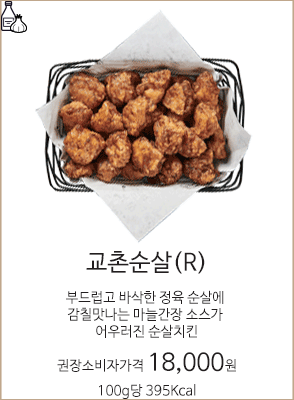 교촌순살(R)
부드럽고 바삭한 정육 순살에
감칠맛나는 마늘간장 소스가
어우러진 순살치킨
권장소비자가격 18,000원
100g당 395Kcal